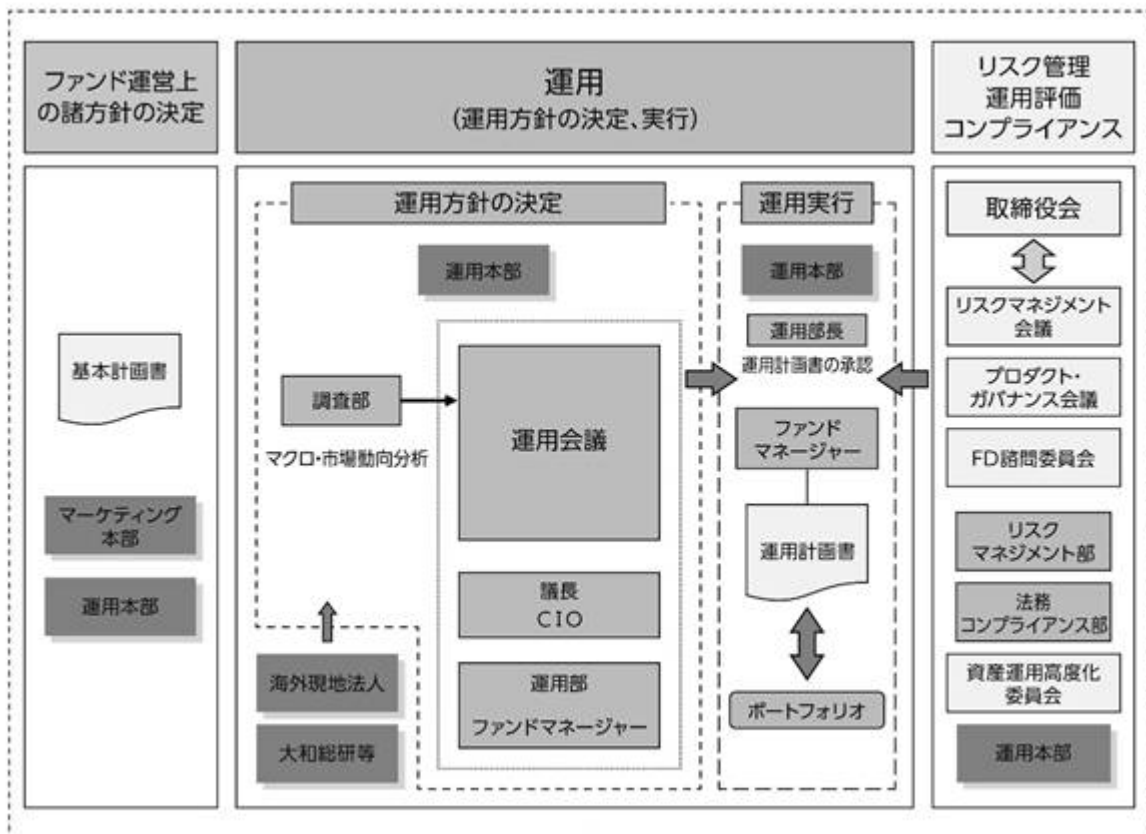 ファンド運営上
の諸方針の決定
運用
(運用方針の決定、実行)
リスク管理
運用評価
コンプライアンス
基本計画書
マーケティング
本部
運用本部
運用方針の決定
運用本部
調査部
マクロ・市場動向分析
運用会議
議長
CIO
運用部
ファンドマネージャー
海外現地法人
大和総研等
運用実行
運用本部
運用部長
運用計画書の承認
ファンド
マネージャー
運用計画書
ポートフォリオ
取締役会
リスクマネジメント
会議
プロダクト・
ガバナンス会議
FD諮問委員会
リスク
マネジメント部
法務
コンプライアンス部
資産運用高度化
委員会
運用本部